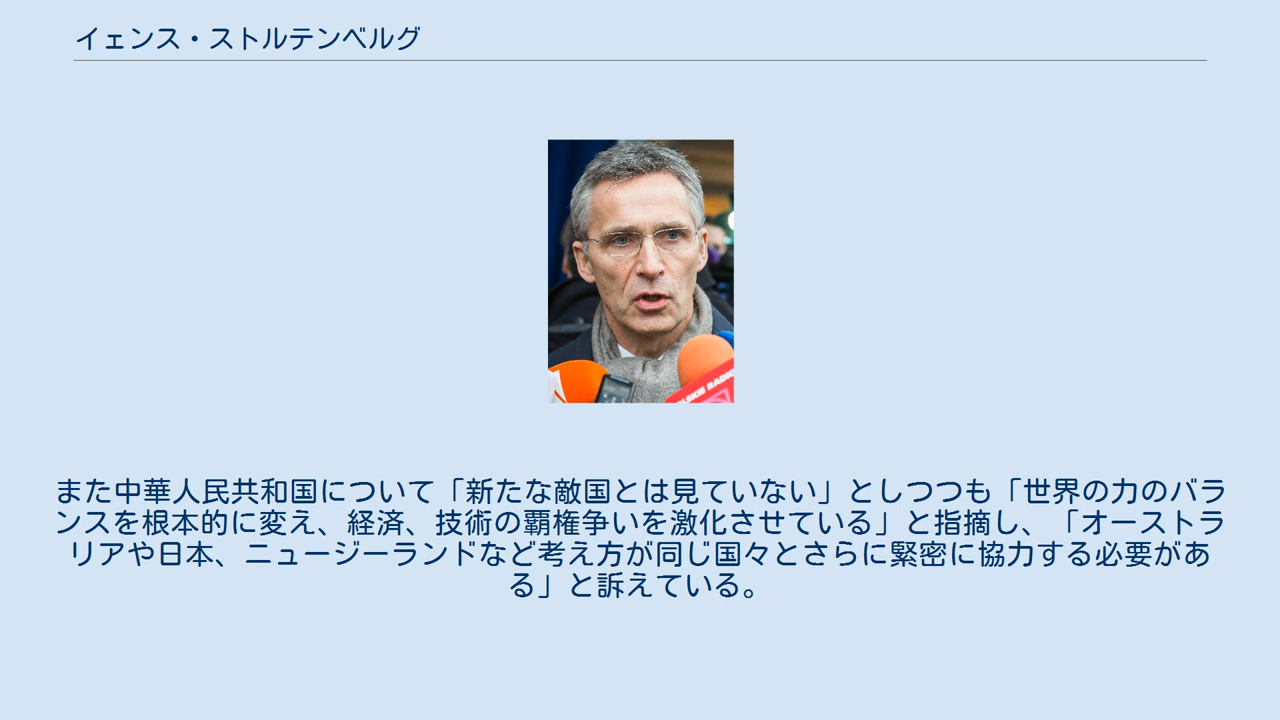 イェンス・ストルテンベルグ
LSKIE RADIO
また中華人民共和国について「新たな敵国とは見ていない」としつつも「世界の力のバラ
ンスを根本的に変え、経済、技術の覇権争いを激化させている」と指摘し、「オーストラ
リアや日本、ニュージーランドなど考え方が同じ国々とさらに緊密に協力する必要があ
る」と訴えている。